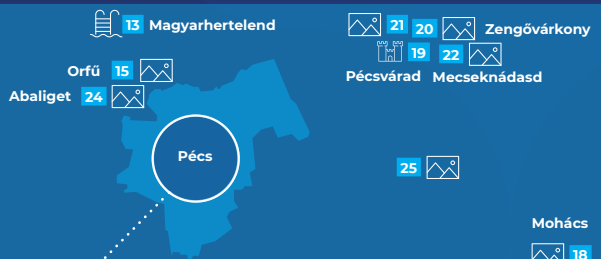 13 Magyarhertelend
21 20 Zengővárkony
19 22
Pécsvárad Mecseknádasd
Orfű 15
Abaliget 24
Pécs
25
Mohács
18